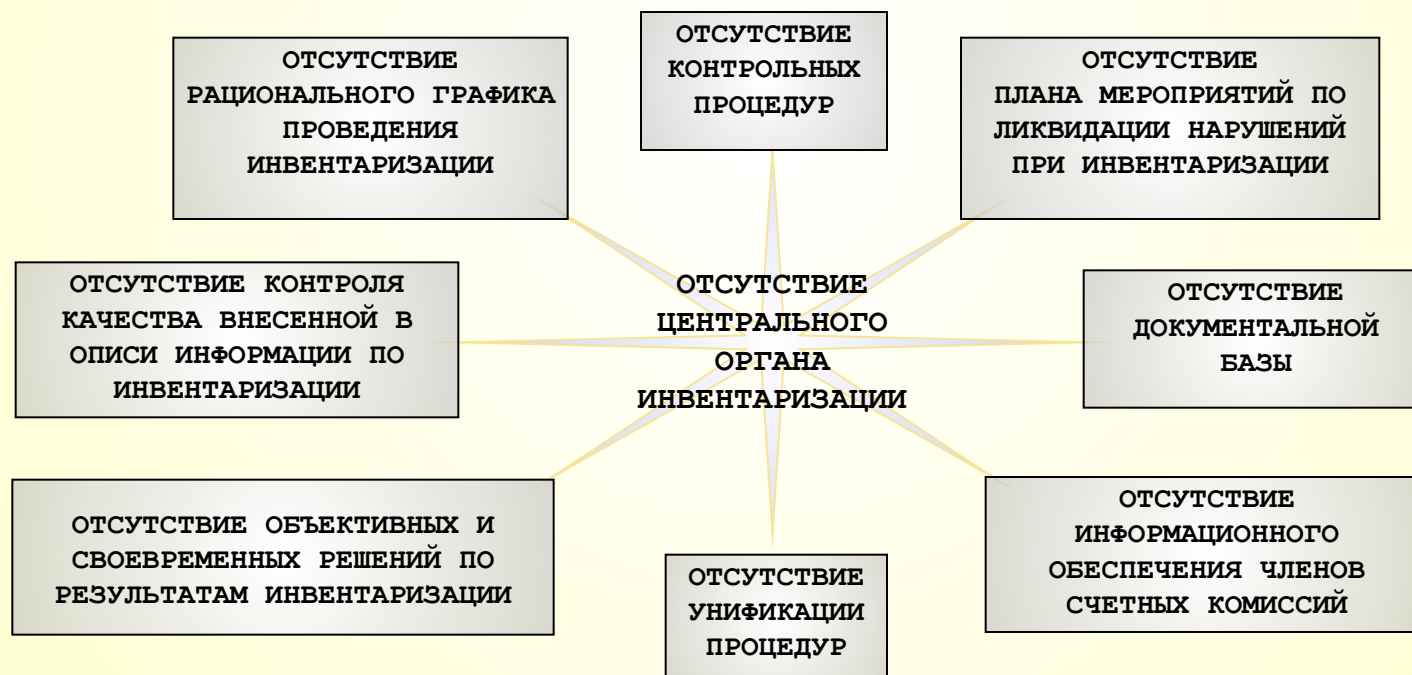 ОТСУТСТВИЕ
РАЦИОНАЛЬНОГО ГРАФИКА
ПРОВЕДЕНИЯ
ИНВЕНТАРИЗАЦИИ
ОТСУТСТВИЕ
КОНТРОЛЬНЫХ
ПРОЦЕДУР
ОТСУТСТВИЕ
ПЛАНА МЕРОПРИЯТИЙ ПО
ЛИКВИДАЦИИ НАРУШЕНИЙ
ПРИ ИНВЕНТАРИЗАЦИИ
ОТСУТСТВИЕ КОНТРОЛЯ
КАЧЕСТВА ВНЕСЕННОЙ В
ОПИСИ ИНФОРМАЦИИ ПО
ИНВЕНТАРИЗАЦИИ
ОТСУТСТВИЕ
ЦЕНТРАЛЬНОГО
ОРГАНА
ИНВЕНТАРИЗАЦИИ
ОТСУТСТВИЕ
ДОКУМЕНТАЛЬНОЙ
БАЗЫ
ОТСУТСТВИЕ ОБЪЕКТИВНЫХ И
СВОЕВРЕМЕННЫХ РЕШЕНИЙ ПО
РЕЗУЛЬТАТАМ ИНВЕНТАРИЗАЦИИ
ОТСУТСТВИЕ
УНИФИКАЦИИ
ПРОЦЕДУР
ОТСУТСТВИЕ
ИНФОРМАЦИОННОГО
ОБЕСПЕЧЕНИЯ ЧЛЕНОВ
СЧЕТНЫХ КОМИССИЙ